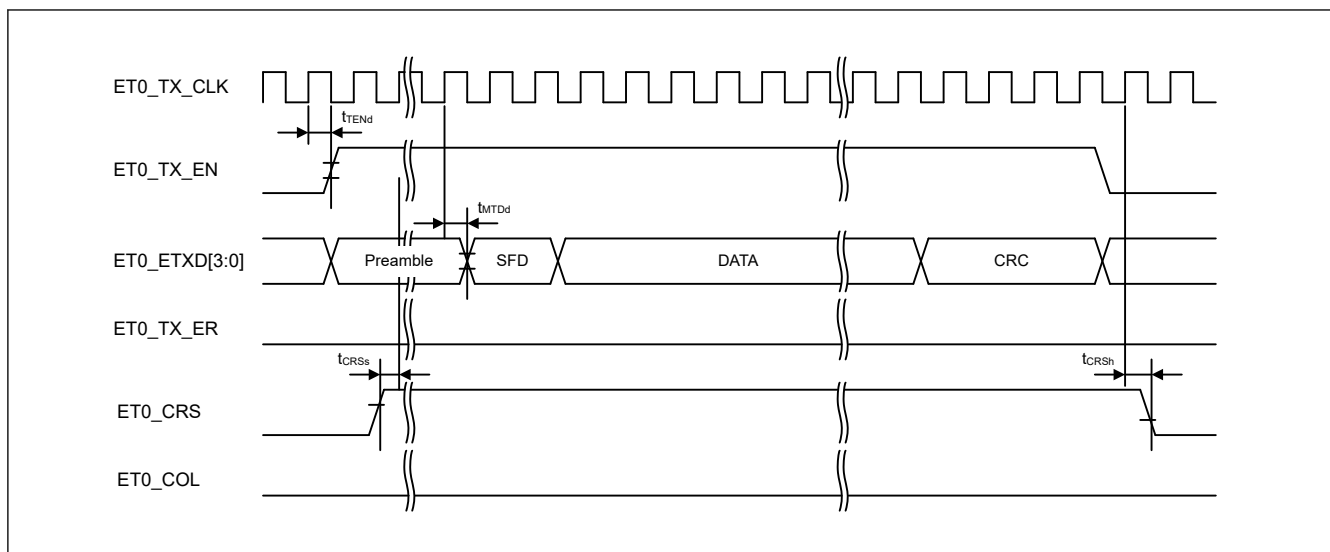 ET0_TX_CLK
tTENd
ET0_TX_EN
tMTDd
ET0_ETXD[3:0]
Preamble
SFD
DATA
CRC
ET0_TX_ER
tCRSs
tCRSh
ET0_CRS
ET0_COL